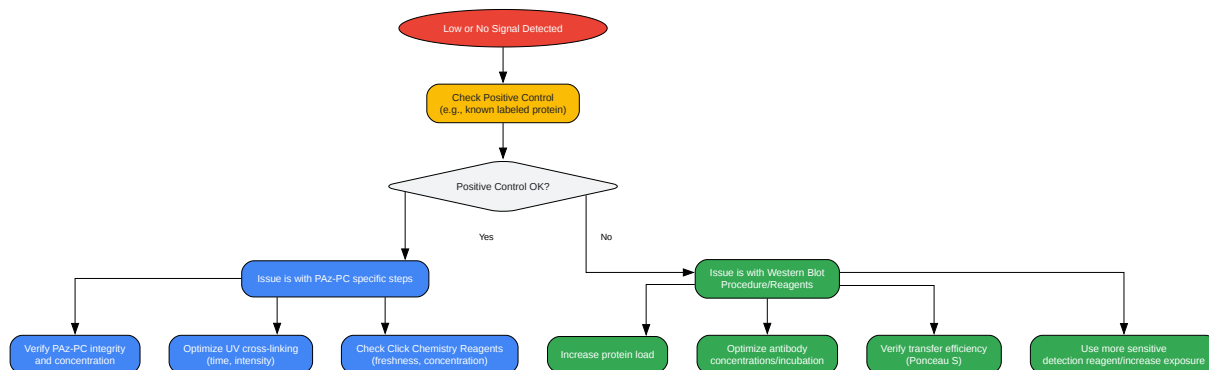 Low or No Signal Detected
Check Positive Control
(e.g., known labeled protein)
Positive Control OK?
Yes
No
Issue is with PAz-PC specific steps
Issue is with Western Blot
Procedure/Reagents
Verify PAz-PC integrity
and concentration
Optimize UV cross-linking
(time, intensity)
Check Click Chemistry Reagents
(freshness, concentration)
Increase protein load
Optimize antibody
concentrations/incubation
Verify transfer efficiency
(Ponceau S)
Use more sensitive
detection reagent/increase exposure